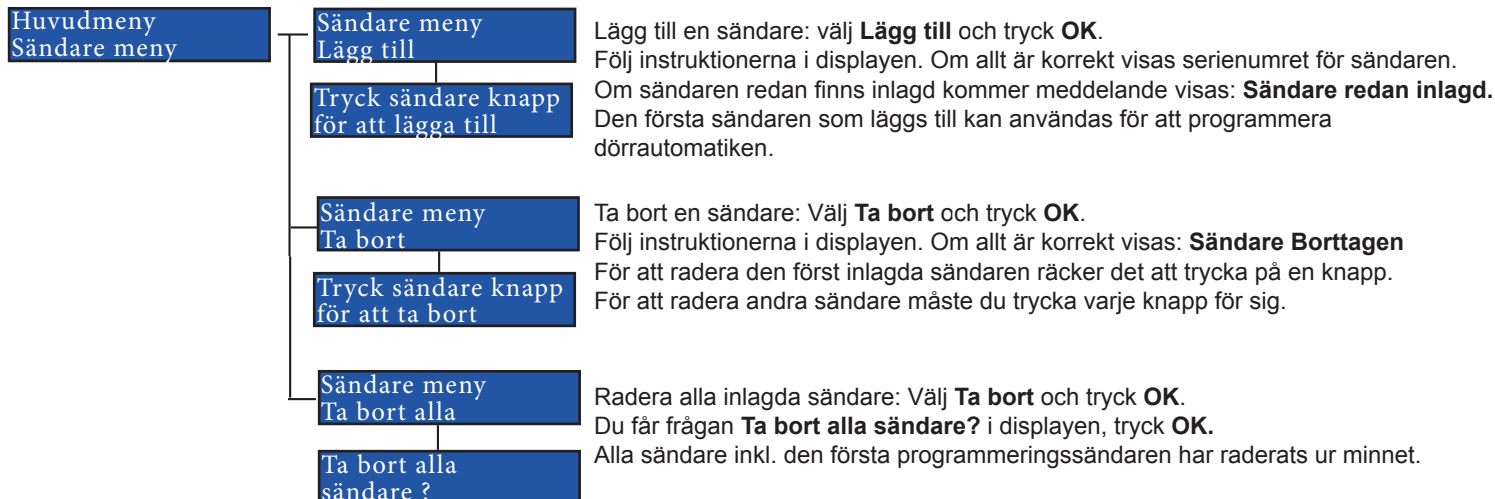 Huvudmeny
Sändare meny
Sändare meny
Lägg till
Tryck sändare knapp
för att lägga till
Lägg till en sändare: välj Lägg till och tryck OK.
Följ instruktionerna i displayen. Om allt är korrekt visas serienumret för sändaren.
Om sändaren redan finns inlagd kommer meddelande visas: Sändare redan inlagd.
Den första sändaren som läggs till kan användas för att programmera
dörrautomatiken.
Sändare meny
Ta bort
Tryck sändare knapp
för att ta bort
Ta bort en sändare: Välj Ta bort och tryck OK.
Följ instruktionerna i displayen. Om allt är korrekt visas: Sändare Borttagen
För att radera den först inlagda sändaren räcker det att trycka på en knapp.
För att radera andra sändare måste du trycka varje knapp för sig.
Sändare meny
Ta bort alla
Ta bort alla
sändare ?
Radera alla inlagda sändare: Välj Ta bort och tryck OK.
Du får frågan Ta bort alla sändare? i displayen, tryck OK.
Alla sändare inkl. den första programmeringssändaren har raderats ur minnet.